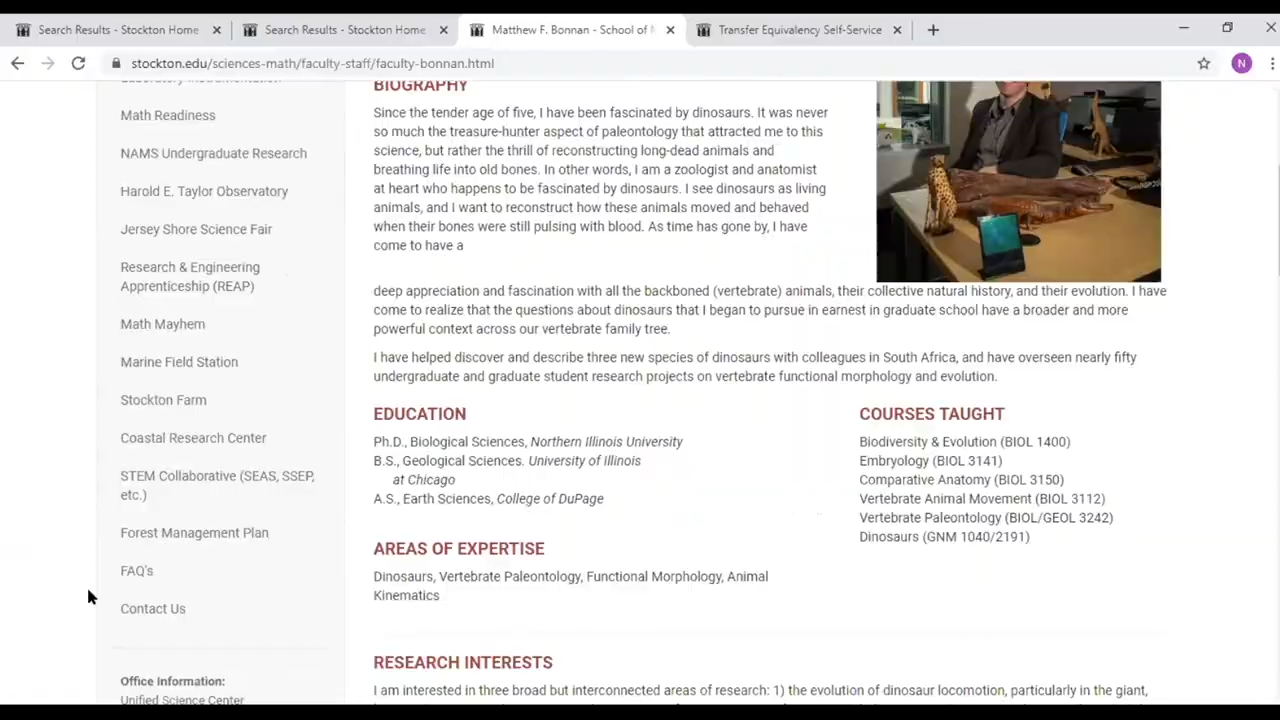 Search Results - Stockton Home
Search Results - Stockton Home
Matthew F. Bonnan - School of
Transfer Equivalency Self-Service
stockton.edu/sciences-math/faculty-staff/faculty-bonnan.html
N
Laboratory Instrumentation
Math Readiness
NAMS Undergraduate Research
Harold E. Taylor Observatory
Jersey Shore Science Fair
Research & Engineering
Apprenticeship (REAP)
Math Mayhem
Marine Field Station
Stockton Farm
Coastal Research Center
STEM Collaborative (SEAS, SSEP,
etc.)
Forest Management Plan
FAQ's
Contact Us
Office Information:
Unified Science Center
BIOGRAPHY
Since the tender age of five, I have been fascinated by dinosaurs. It was never
so much the treasure-hunter aspect of paleontology that attracted me to this
science, but rather the thrill of reconstructing long-dead animals and
breathing life into old bones. In other words, I am a zoologist and anatomist
at heart who happens to be fascinated by dinosaurs. I see dinosaurs as living
animals, and I want to reconstruct how these animals moved and behaved
when their bones were still pulsing with blood. As time has gone by, I have
come to have a
deep appreciation and fascination with all the backboned (vertebrate) animals, their collective natural history, and their evolution. I have
come to realize that the questions about dinosaurs that I began to pursue in earnest in graduate school have a broader and more
powerful context across our vertebrate family tree.
I have helped discover and describe three new species of dinosaurs with colleagues in South Africa, and have overseen nearly fifty
undergraduate and graduate student research projects on vertebrate functional morphology and evolution.
EDUCATION
Ph.D., Biological Sciences, Northern Illinois University
B.S., Geological Sciences. University of Illinois
at Chicago
A.S., Earth Sciences, College of DuPage
COURSES TAUGHT
Biodiversity & Evolution (BIOL 1400)
Embryology (BIOL 3141)
Comparative Anatomy (BIOL 3150)
Vertebrate Animal Movement (BIOL 3112)
Vertebrate Paleontology (BIOL/GEOL 3242)
Dinosaurs (GNM 1040/2191)
AREAS OF EXPERTISE
Dinosaurs, Vertebrate Paleontology, Functional Morphology, Animal
Kinematics
RESEARCH INTERESTS
I am interested in three broad but interconnected areas of research: 1) the evolution of dinosaur locomotion, particularly in the giant,